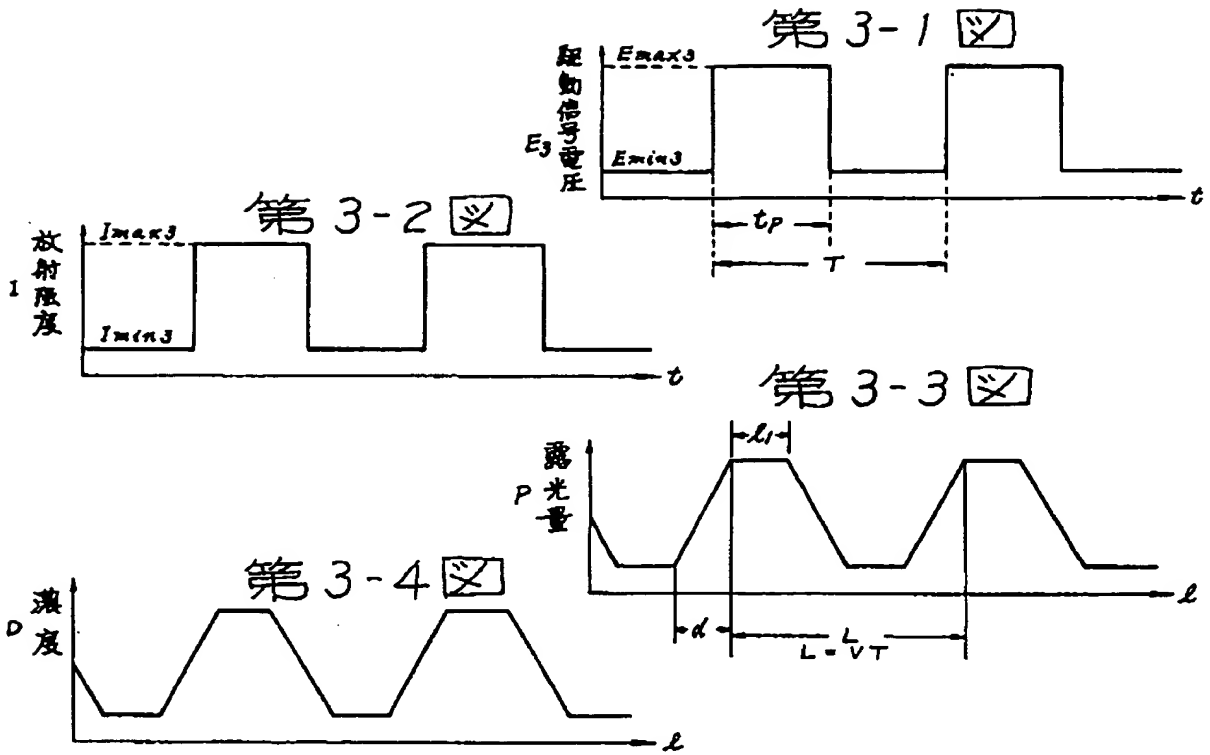 第3-1図
駆動信号電圧
E3
Emax3
Emin3
t
tp
T
第3-2図
放射強度
I
Imax3
Imin3
t
第3-3図
露光量
P
l1
l
d
L
L=VT
第3-4図
濃度
D
l